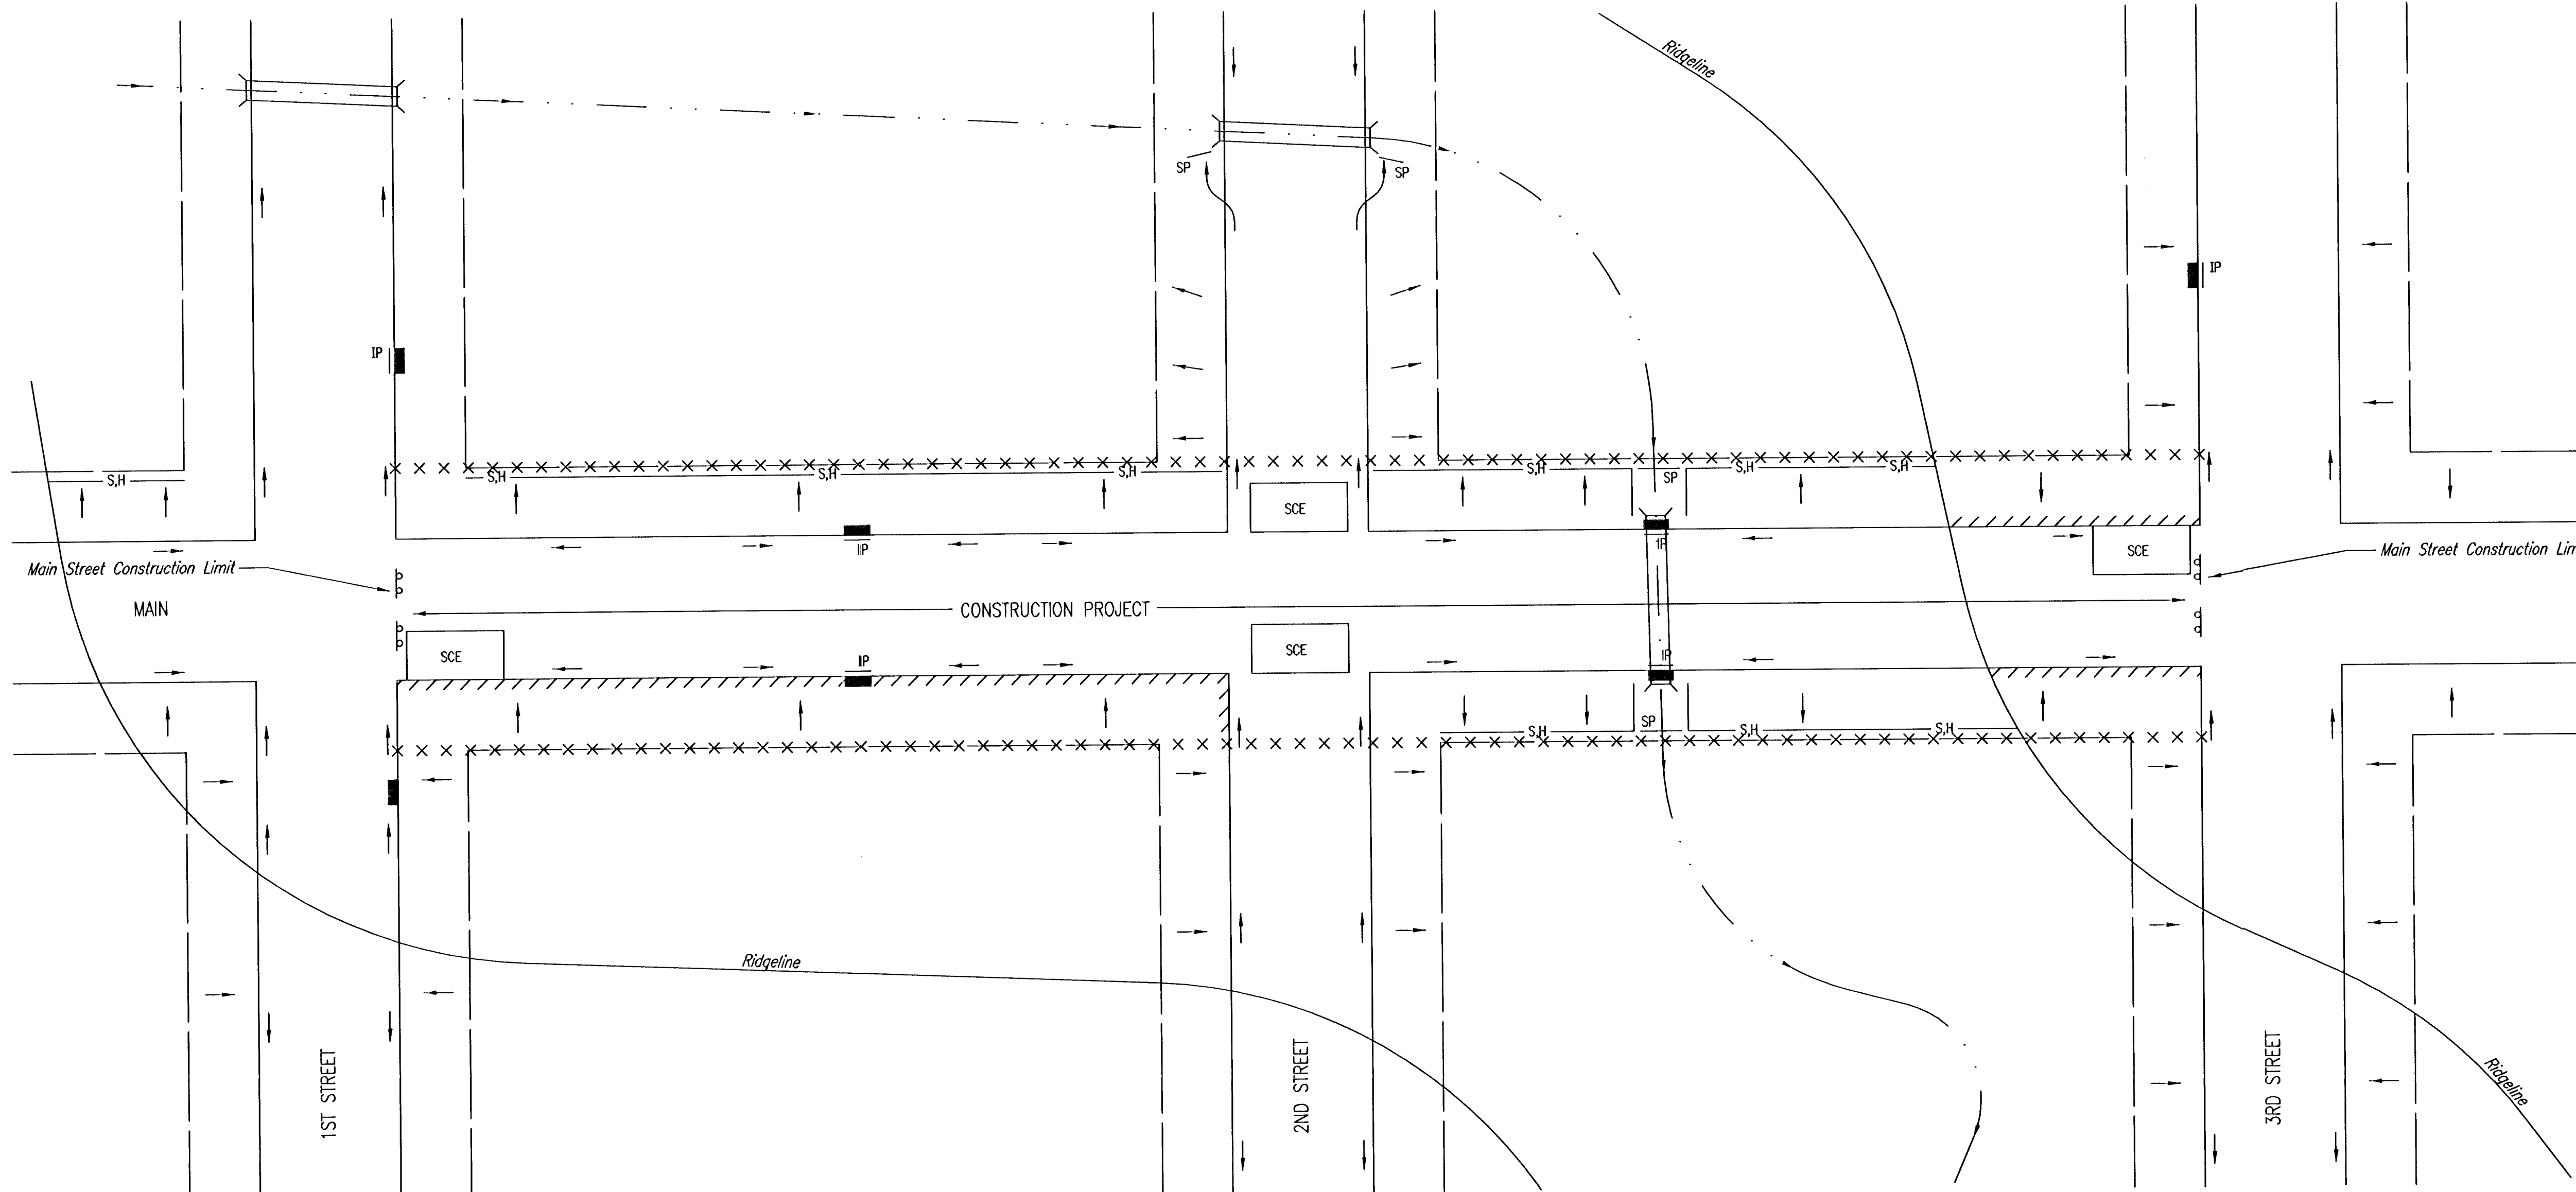 Ridgeline
SP
SP
IP
IP
S,H
S,H
S,H
S,H
S,H
SP
S,H
S,H
SCE
IP
1P
SCE
Main Street Construction Limit
Main Street Construction Lim
MAIN
CONSTRUCTION PROJECT
SCE
SCE
IP
IP
SP
S,H
S,H
S,H
Ridgeline
1ST STREET
2ND STREET
3RD STREET
Ridgeline